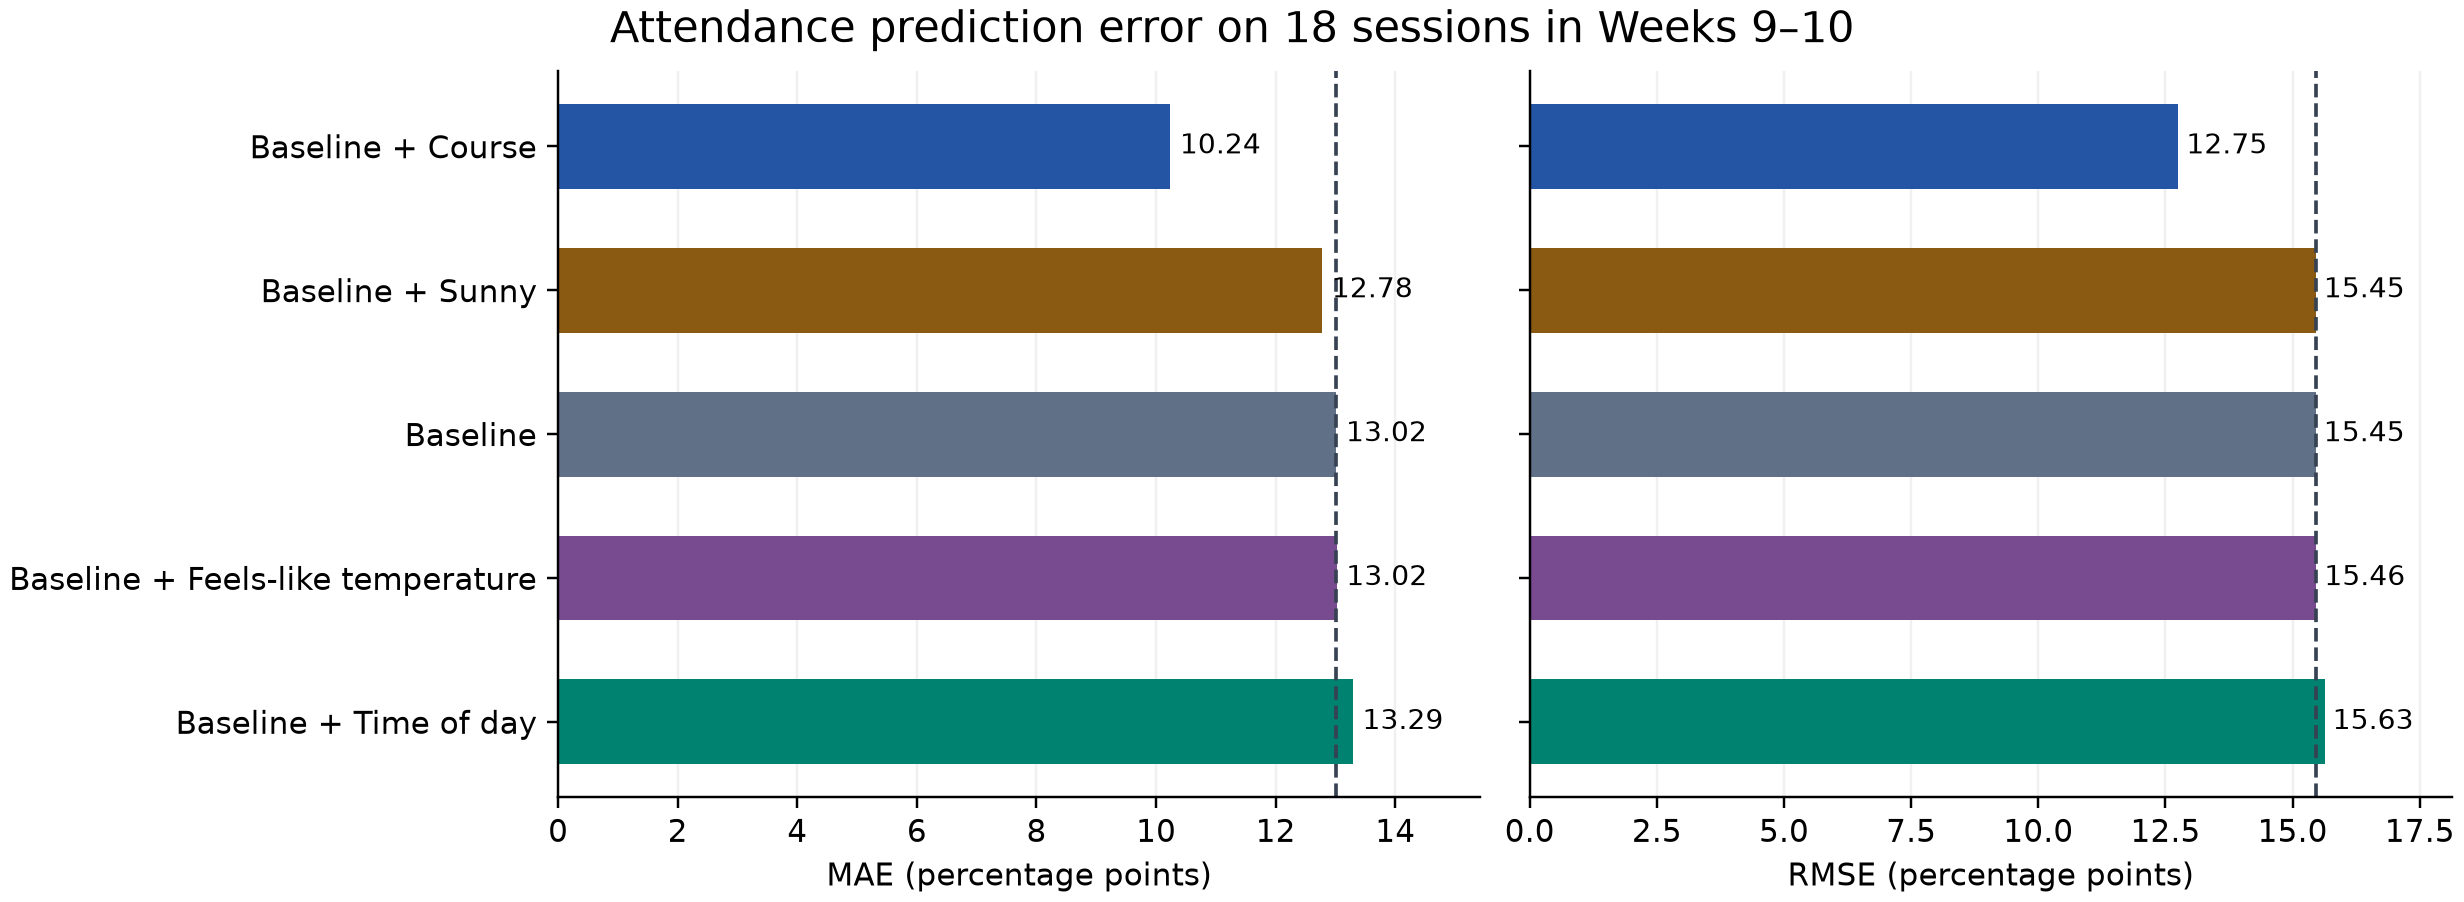 Attendance prediction error on 18 sessions in Weeks 9–10
Baseline + Course
10.24
12.75
Baseline + Sunny
12.78
15.45
Baseline
13.02
15.45
Baseline + Feels-like temperature
13.02
15.46
Baseline + Time of day
13.29
15.63
0 2 4 6 8 10 12 14
0.0 2.5 5.0 7.5 10.0 12.5 15.0 17.5
MAE (percentage points)
RMSE (percentage points)